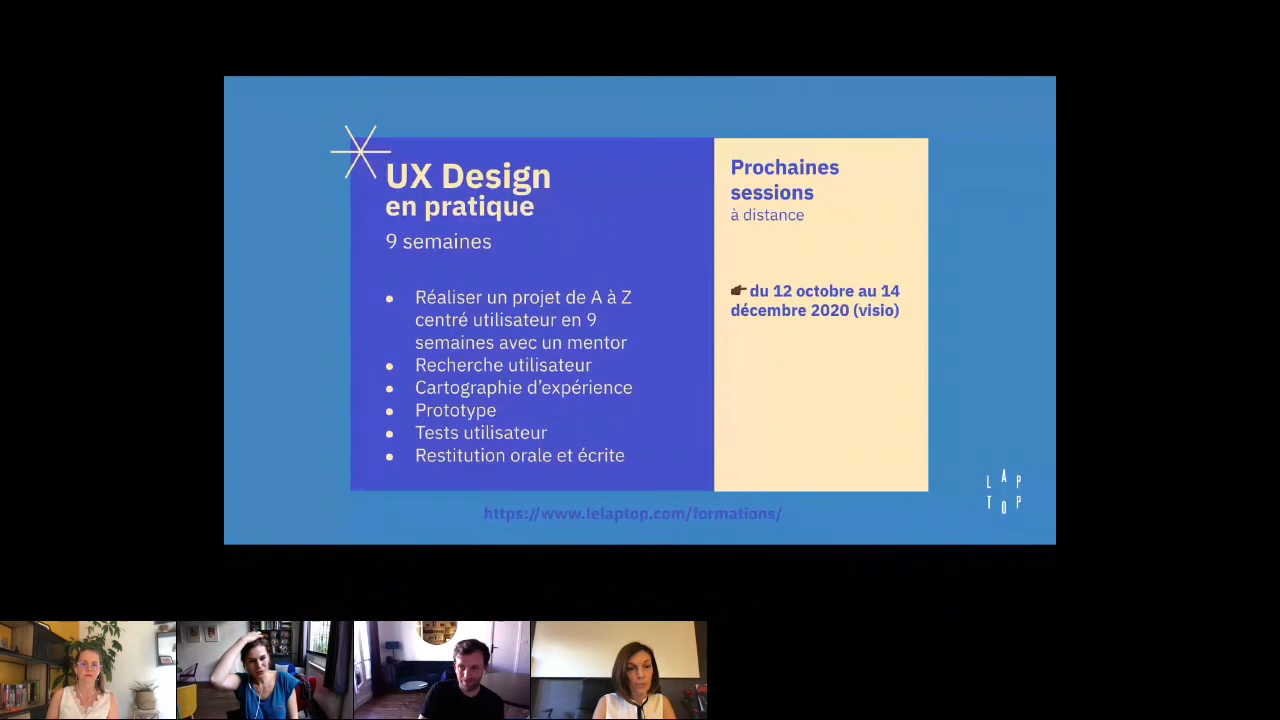 UX Design
en pratique
9 semaines
● Réaliser un projet de A à Z
centré utilisateur en 9
semaines avec un mentor
● Recherche utilisateur
● Cartographie d’expérience
● Prototype
● Tests utilisateur
● Restitution orale et écrite
Prochaines
sessions
à distance
👉🏿 du 12 octobre au 14
décembre 2020 (visio)
https://www.lelaptop.com/formations/
LAP
TOP